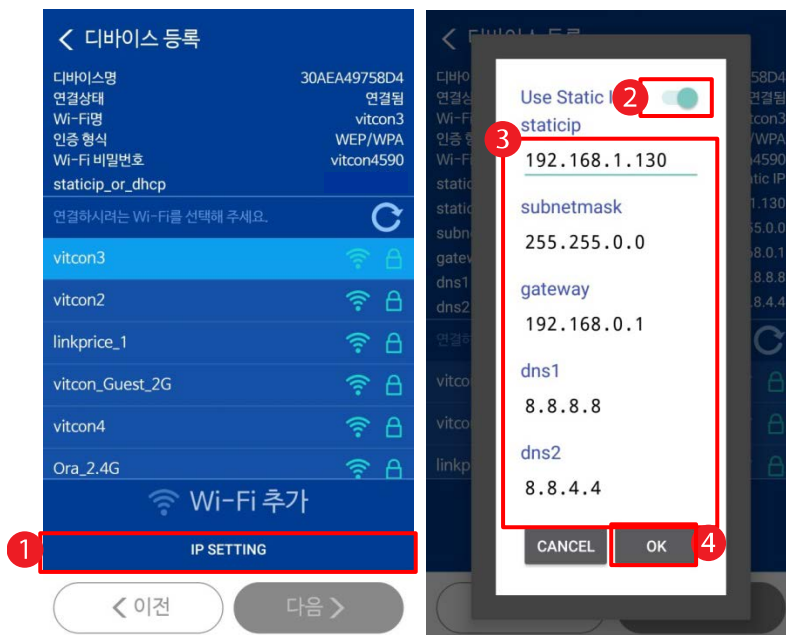 디바이스 등록
디바이스명 30AEA49758D4
연결상태 연결됨
Wi-Fi명 vitcon3
인증 형식 WEP/WPA
Wi-Fi 비밀번호 vitcon4590
staticip_or_dhcp
연결하시려는 Wi-Fi를 선택해 주세요.
vitcon3
vitcon2
linkprice_1
vitcon_Guest_2G
vitcon4
Ora_2.4G
Wi-Fi 추가
1
IP SETTING
이전
다음
Use Static
2
staticip
3
192.168.1.130
subnetmask
255.255.0.0
gateway
192.168.0.1
dns1
8.8.8.8
dns2
8.8.4.4
CANCEL
OK
4